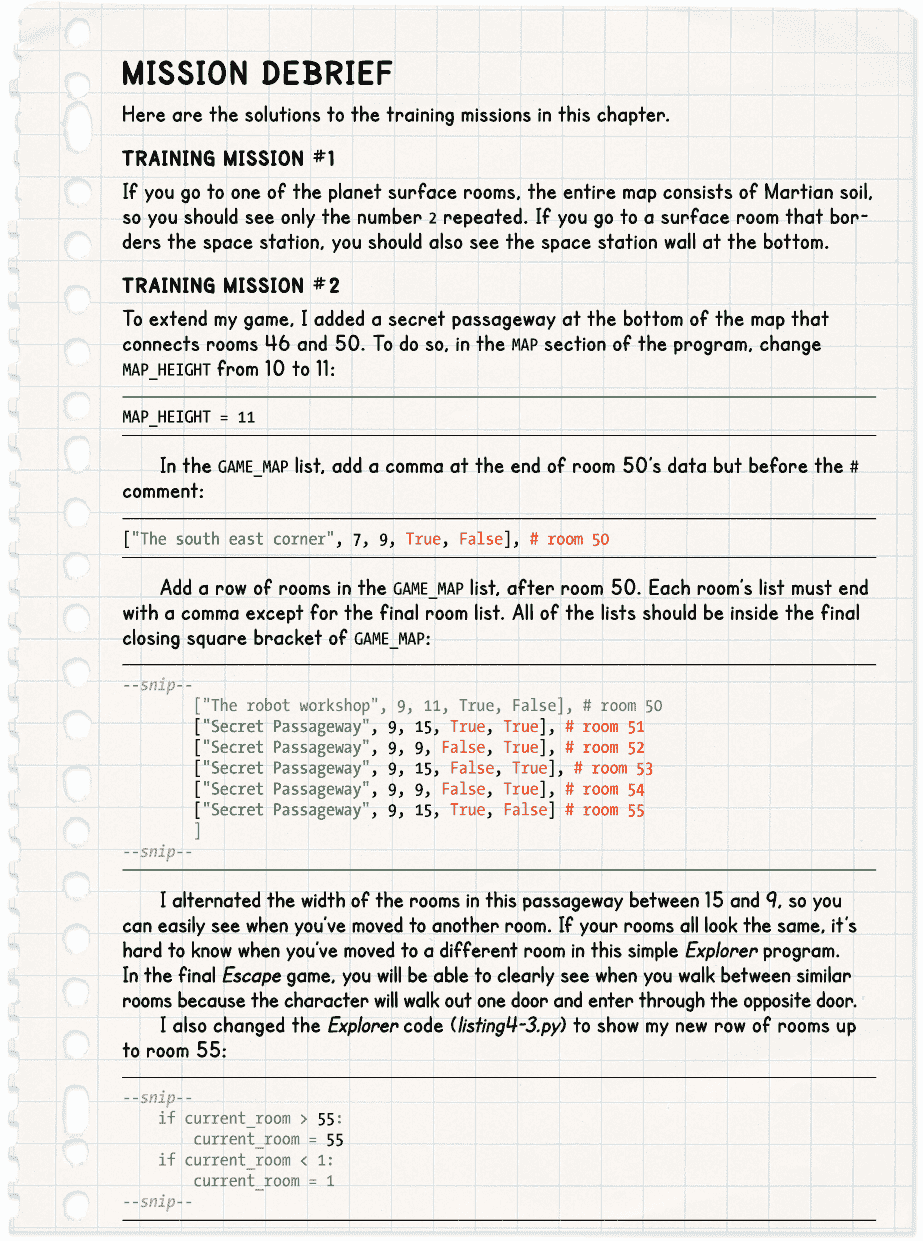 MISSION DEBRIEF
Here are the solutions to the training missions in this chapter.
TRAINING MISSION #1
If you go to one of the planet surface rooms, the entire map consists of Martian soil,
so you should see only the number 2 repeated. If you go to a surface room that bor-
ders the space station, you should also see the space station wall at the bottom.
TRAINING MISSION #2
To extend my game, I added a secret passageway at the bottom of the map that
connects rooms 46 and 50. To do so, in the MAP section of the program, change
MAP_HEIGHT from 10 to 11:
MAP_HEIGHT = 11
In the GAME_MAP list, add a comma at the end of room 50's data but before the #
comment:
["The south east corner", 7, 9, True, False], # room 50
Add a row of rooms in the GAME_MAP list, after room 50. Each room's list must end
with a comma except for the final room list. All of the lists should be inside the final
closing square bracket of GAME_MAP:
--snip--
["The robot workshop", 9, 11, True, False], # room 50
["Secret Passageway", 9, 15, True, True], # room 51
["Secret Passageway", 9, 9, False, True], # room 52
["Secret Passageway", 9, 15, False, True], # room 53
["Secret Passageway", 9, 9, False, True], # room 54
["Secret Passageway", 9, 15, True, False] # room 55
]
--snip--
I alternated the width of the rooms in this passageway between 15 and 9, so you
can easily see when you've moved to another room. If your rooms all look the same, it's
hard to know when you've moved to a different room in this simple Explorer program.
In the final Escape game, you will be able to clearly see when you walk between similar
rooms because the character will walk out one door and enter through the opposite door.
I also changed the Explorer code (listing4-3.py) to show my new row of rooms up
to room 55:
--snip--
if current_room > 55:
current_room = 55
if current_room < 1:
current_room = 1
--snip--